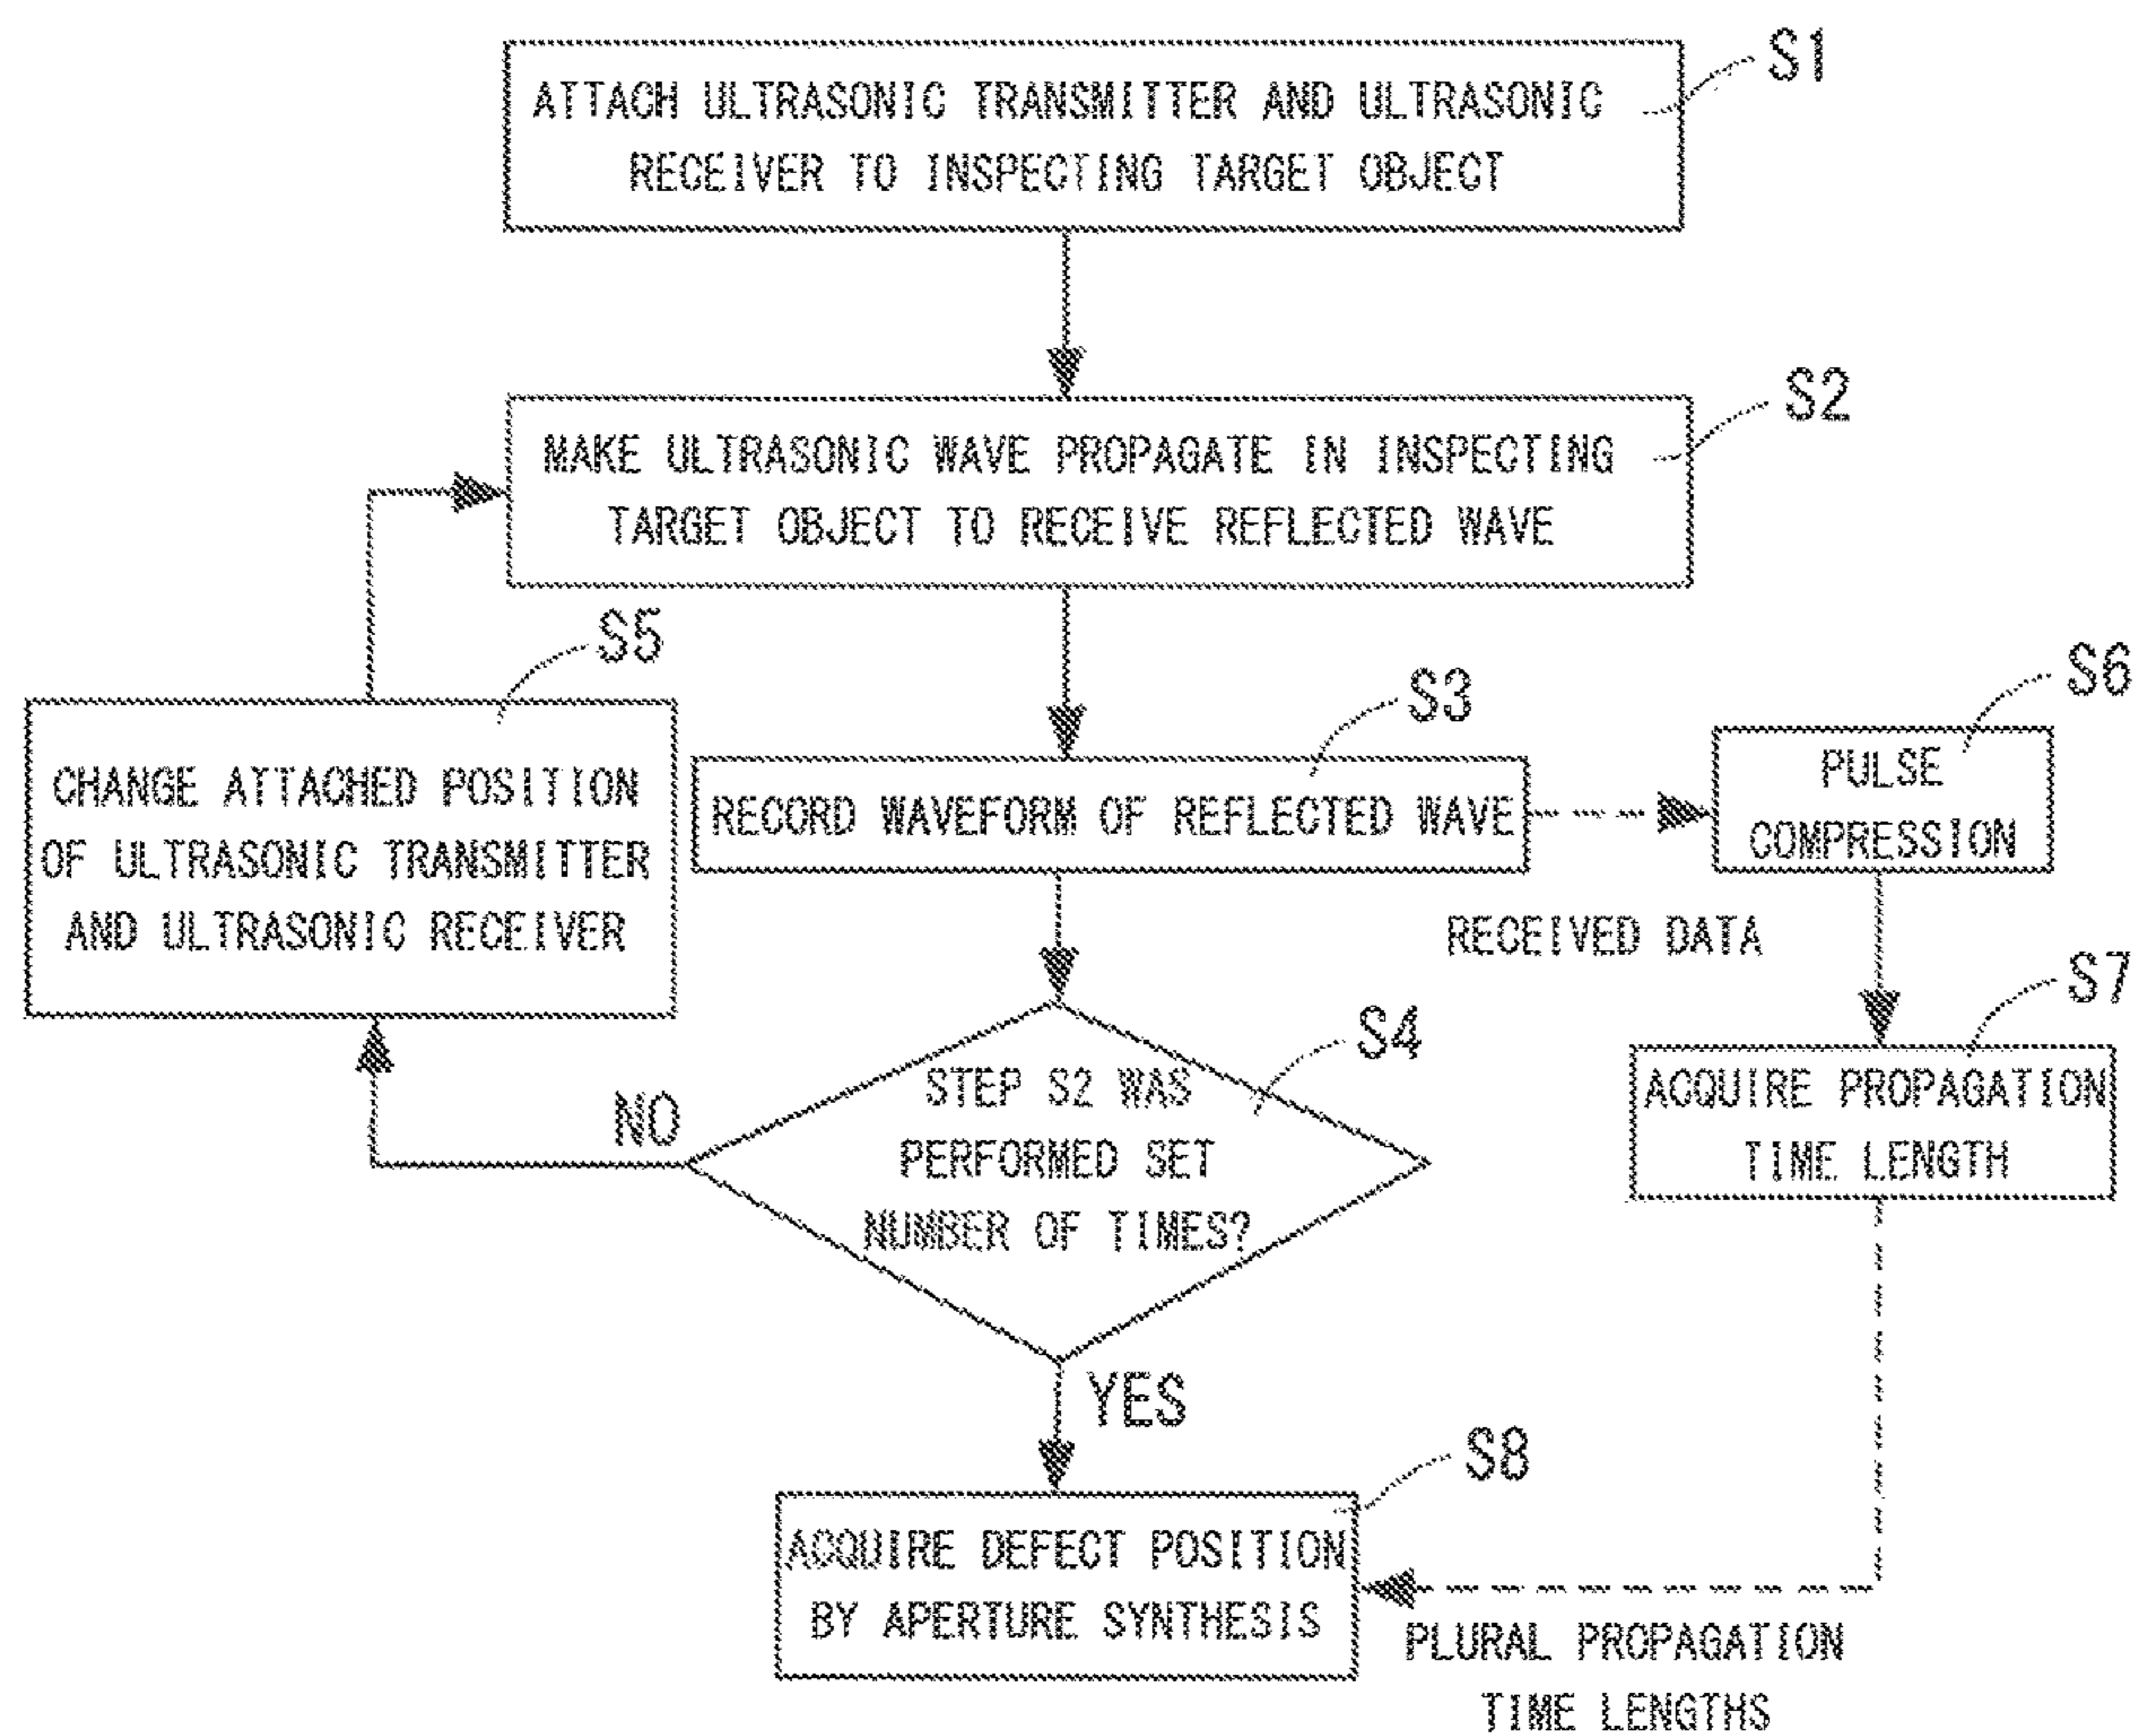 S1
ATTACH ULTRASONIC TRANSMITTER AND ULTRASONIC
RECEIVER TO INSPECTING TARGET OBJECT
S2
MAKE ULTRASONIC WAVE PROPAGATE IN INSPECTING
TARGET OBJECT TO RECEIVE REFLECTED WAVE
S5
CHANGE ATTACHED POSITION
OF ULTRASONIC TRANSMITTER
AND ULTRASONIC RECEIVER
S3
RECORD WAVEFORM OF REFLECTED WAVE
S6
PULSE
COMPRESSION
RECEIVED DATA
S7
ACQUIRE PROPAGATION
TIME LENGTH
S4
STEP S2 WAS
PERFORMED SET
NUMBER OF TIMES?
NO
YES
S8
ACQUIRE DEFECT POSITION
BY APERTURE SYNTHESIS
PLURAL PROPAGATION
TIME LENGTHS